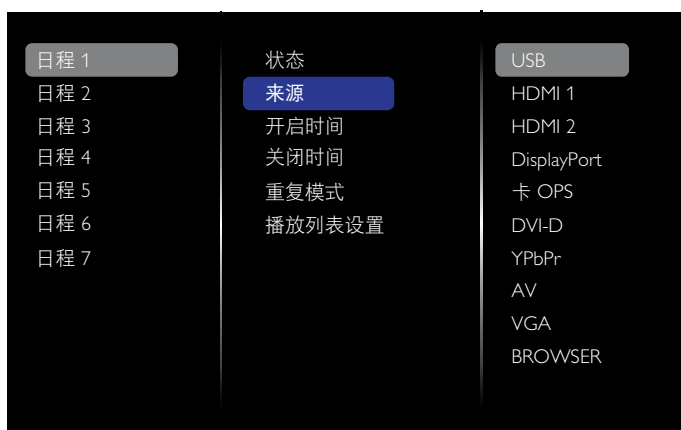 日程 1
日程 2
日程 3
日程 4
日程 5
日程 6
日程 7
状态
来源
开启时间
关闭时间
重复模式
播放列表设置
USB
HDMI 1
HDMI 2
DisplayPort
卡 OPS
DVI-D
YPbPr
AV
VGA
BROWSER